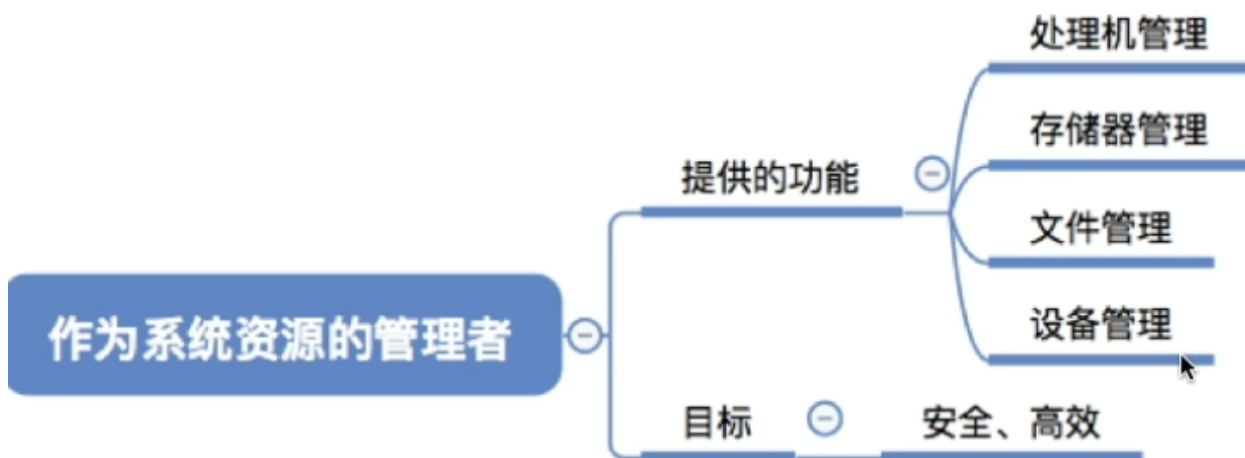 处理机管理
存储器管理
提供的功能
文件管理
设备管理
作为系统资源的管理者
目标
安全、高效